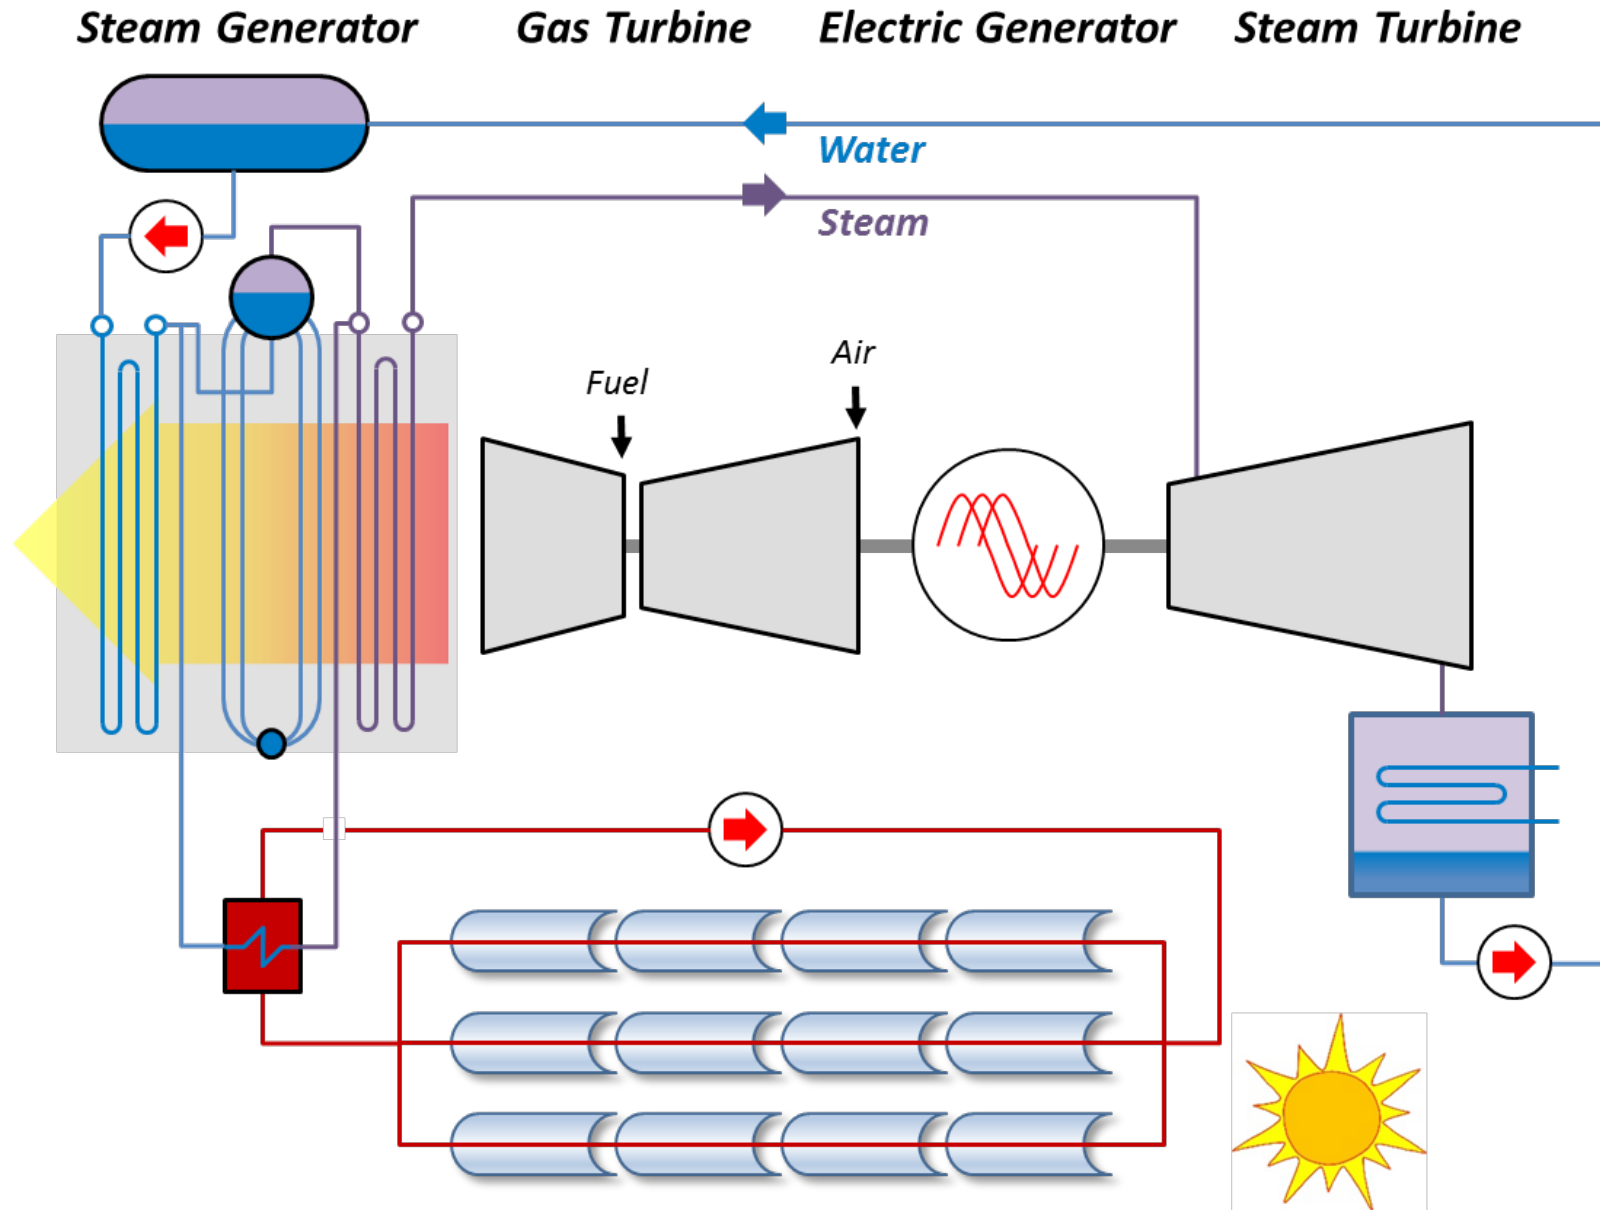 Steam Generator
Gas Turbine
Electric Generator
Steam Turbine
Water
Steam
Air
Fuel